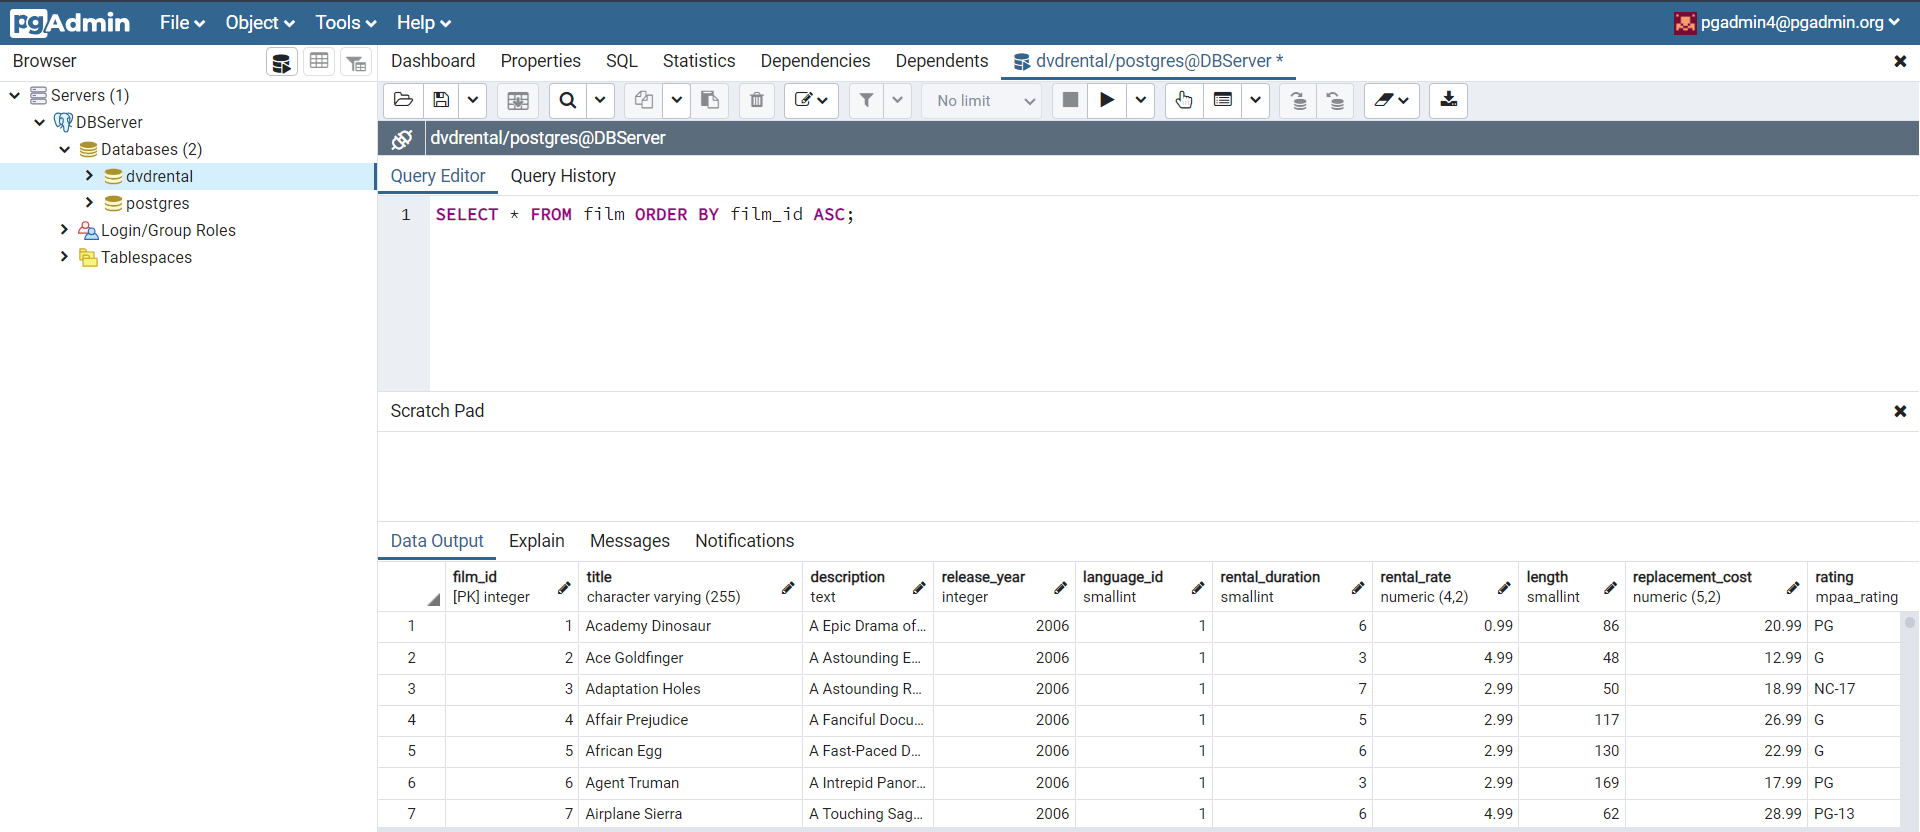 pgAdmin File Object Tools Help pgadmin4@pgadmin.org
Browser
Servers (1)
DBServer
Databases (2)
dvdrental
postgres
Login/Group Roles
Tablespaces
Dashboard Properties SQL Statistics Dependencies Dependents dvdrental/postgres@DBServer *
No limit
dvdrental/postgres@DBServer
Query Editor Query History
1 SELECT * FROM film ORDER BY film_id ASC;
Scratch Pad
Data Output Explain Messages Notifications
film_id title description release_year language_id rental_duration rental_rate length replacement_cost rating
[PK] integer character varying (255) text integer smallint smallint numeric (4,2) smallint numeric (5,2) mpaa_rating
1 1 Academy Dinosaur A Epic Drama of... 2006 1 6 0.99 86 20.99 PG
2 2 Ace Goldfinger A Astounding E... 2006 1 3 4.99 48 12.99 G
3 3 Adaptation Holes A Astounding R... 2006 1 7 2.99 50 18.99 NC-17
4 4 Affair Prejudice A Fanciful Docu... 2006 1 5 2.99 117 26.99 G
5 5 African Egg A Fast-Paced D... 2006 1 6 2.99 130 22.99 G
6 6 Agent Truman A Intrepid Panor... 2006 1 3 2.99 169 17.99 PG
7 7 Airplane Sierra A Touching Sag... 2006 1 6 4.99 62 28.99 PG-13